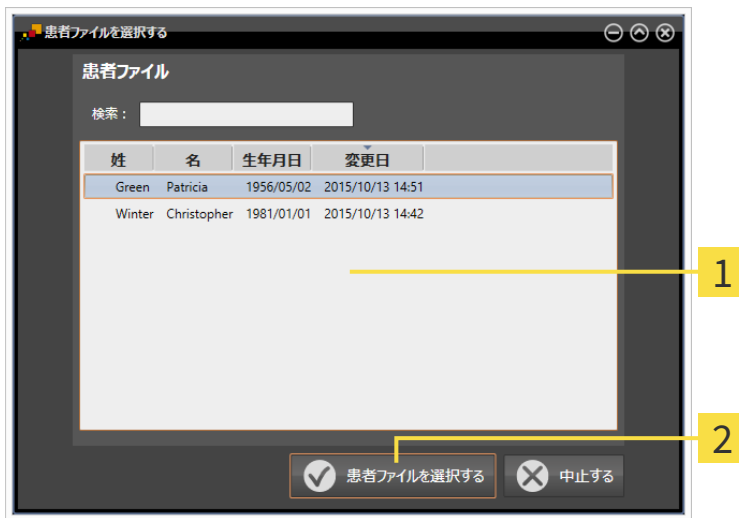 患者ファイルを選択する
患者ファイル
検索：
姓 名 生年月日 変更日
Green Patricia 1956/05/02 2015/10/13 14:51
Winter Christopher 1981/01/01 2015/10/13 14:42
1
2
患者ファイルを選択する 中止する